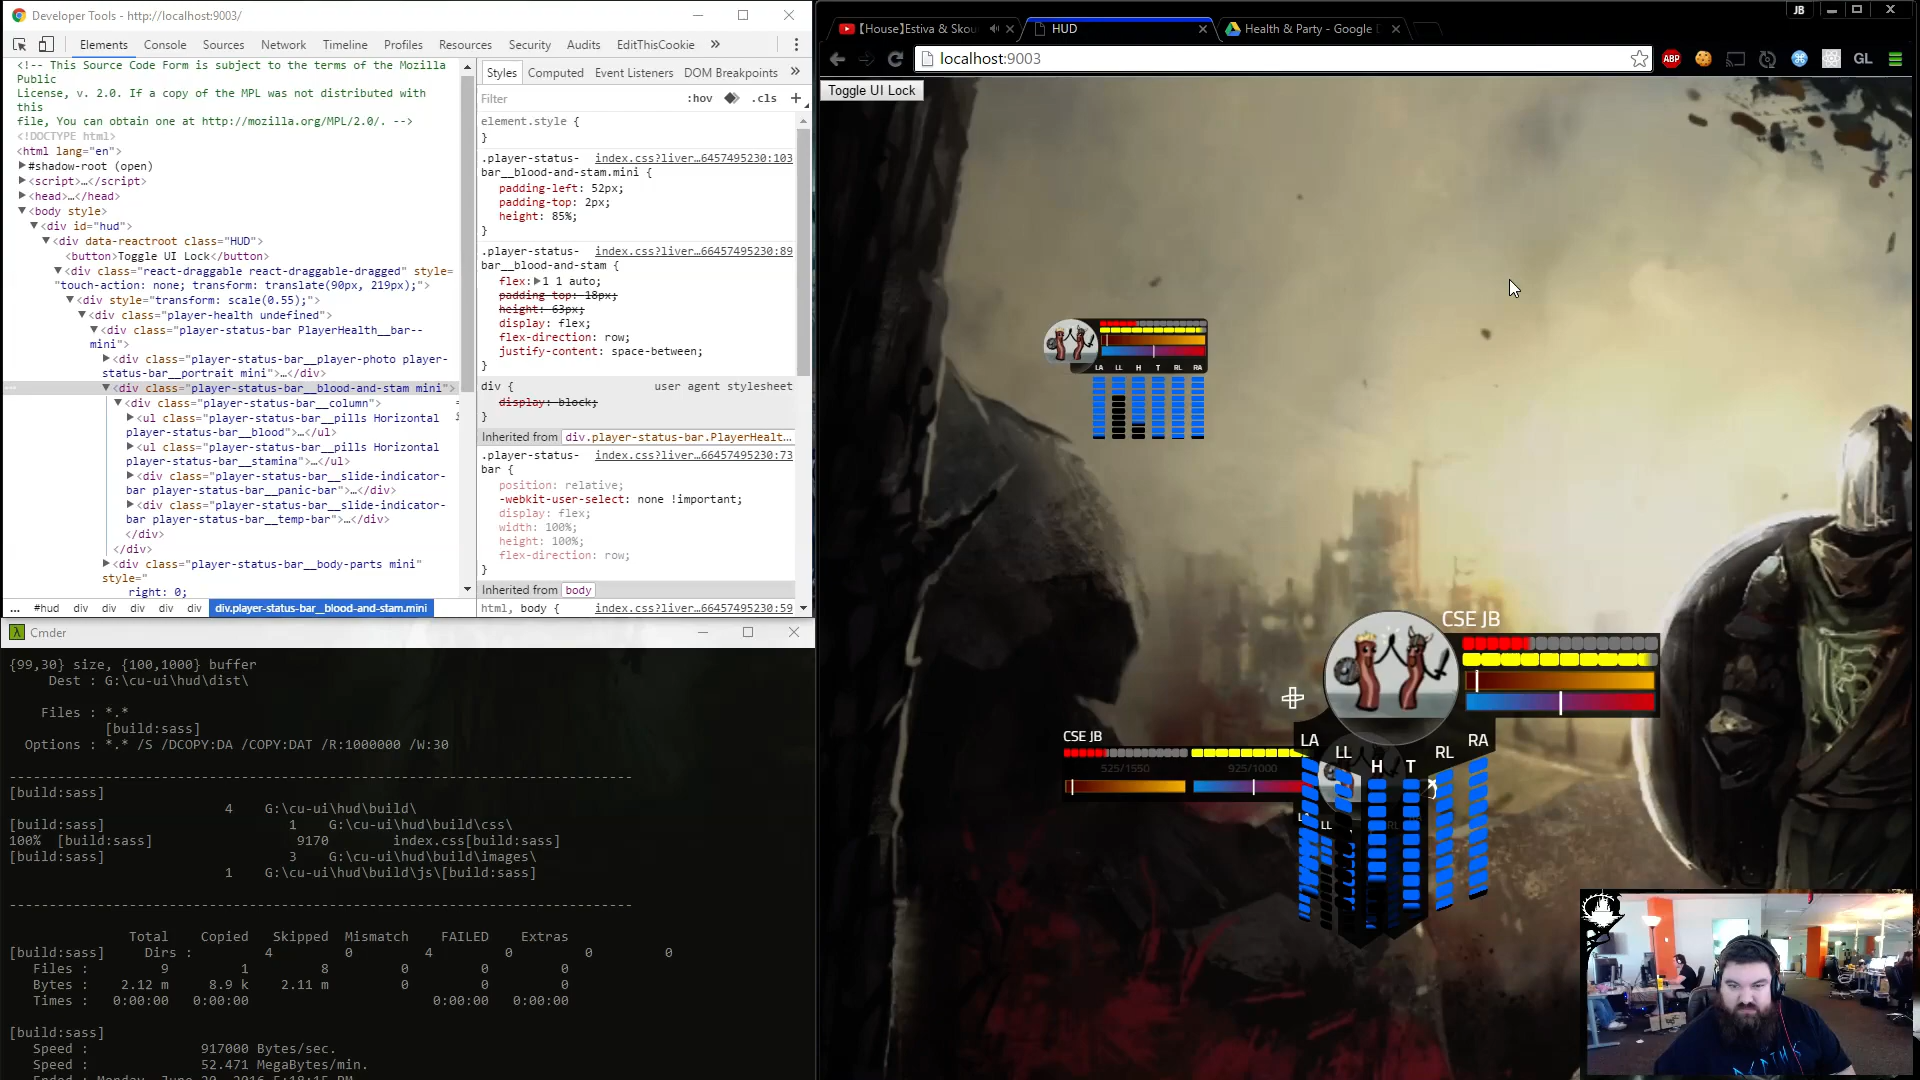 Developer Tools - http://localhost:9003/
Elements Console Sources Network Timeline Profiles Resources Security Audits EditThisCookie »
<!-- This Source Code Form is subject to the terms of the Mozilla
Public
License, v. 2.0. If a copy of the MPL was not distributed with
this
file, You can obtain one at http://mozilla.org/MPL/2.0/. -->
<!DOCTYPE html>
<html lang="en">
#shadow-root (open)
<script>…</script>
<head>…</head>
<body style>
<div id="hud">
<div data-reactroot class="HUD">
<button>Toggle UI Lock</button>
<div class="react-draggable react-draggable-dragged" style=
"touch-action: none; transform: translate(90px, 219px);">
<div style="transform: scale(0.55);">
<div class="player-health undefined">
<div class="player-status-bar PlayerHealth__bar--
mini">
<div class="player-status-bar__player-photo player-
status-bar__portrait mini">…</div>
<div class="player-status-bar__blood-and-stam mini">
<div class="player-status-bar__column">
<ul class="player-status-bar__pills Horizontal
player-status-bar__blood">…</ul>
<ul class="player-status-bar__pills Horizontal
player-status-bar__stamina">…</ul>
<div class="player-status-bar__slide-indicator-
bar player-status-bar__panic-bar">…</div>
<div class="player-status-bar__slide-indicator-
bar player-status-bar__temp-bar">…</div>
</div>
</div>
<div class="player-status-bar__body-parts mini"
style="
right: 0;
... #hud div div div div div div.player-status-bar__blood-and-stam.mini
Styles Computed Event Listeners DOM Breakpoints »
Filter :hov .cls +
element.style {
}
.player-status- index.css?liver…6457495230:103
bar__blood-and-stam.mini {
padding-left: 52px;
padding-top: 2px;
height: 85%;
}
.player-status- index.css?liver…66457495230:89
bar__blood-and-stam {
flex: 1 1 auto;
padding-top: 18px;
height: 63px;
display: flex;
flex-direction: row;
justify-content: space-between;
}
div { user agent stylesheet
display: block;
}
Inherited from div.player-status-bar.PlayerHealt…
.player-status- index.css?liver…66457495230:73
bar {
position: relative;
-webkit-user-select: none !important;
display: flex;
width: 100%;
height: 100%;
flex-direction: row;
}
Inherited from body
html, body { index.css?liver…66457495230:59
Cmder
{99,30} size, {100,1000} buffer
Dest : G:\cu-ui\hud\dist\
Files : *.*
[build:sass]
Options : *.* /S /DCOPY:DA /COPY:DAT /R:1000000 /W:30
------------------------------------------------------------------------------
[build:sass]
4 G:\cu-ui\hud\build\
[build:sass] 1 G:\cu-ui\hud\build\css\
100% [build:sass] 9170 index.css[build:sass]
[build:sass] 3 G:\cu-ui\hud\build\images\
1 G:\cu-ui\hud\build\js\[build:sass]
------------------------------------------------------------------------------
Total Copied Skipped Mismatch FAILED Extras
[build:sass] Dirs : 4 0 4 0 0 0
Files : 9 1 8 0 0 0
Bytes : 2.12 m 8.9 k 2.11 m 0 0 0
Times : 0:00:00 0:00:00 0:00:00 0:00:00
[build:sass]
Speed : 917000 Bytes/sec.
Speed : 52.471 MegaBytes/min.
JB
[House]Estiva & Skou
HUD
Health & Party - Google D
localhost:9003
ABP
GL
Toggle UI Lock
LA LL H T RL RA
CSE JB
LA LL H T RL RA
CSE JB
525/1550 925/1000
LL
RL